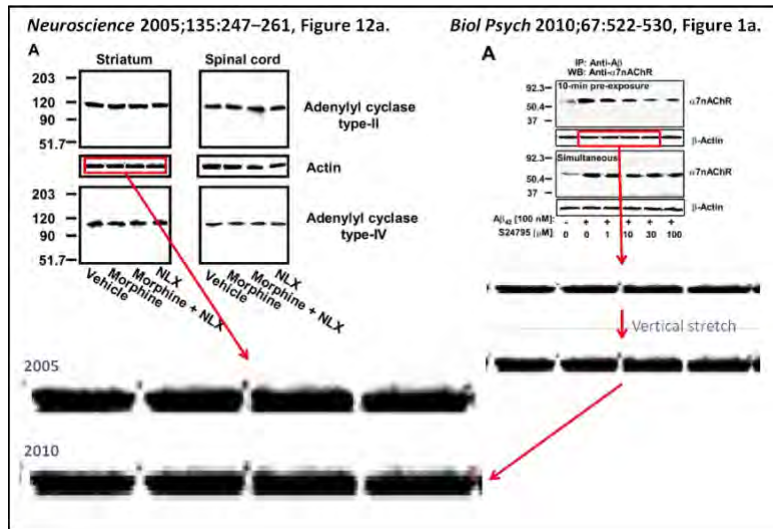 Neuroscience 2005;135:247–261, Figure 12a.
Biol Psych 2010;67:522-530, Figure 1a.
A
Striatum
Spinal cord
203
120
90
51.7
Adenylyl cyclase
type-II
Actin
203
120
90
51.7
Adenylyl cyclase
type-IV
Vehicle
Morphine
Morphine + NLX
NLX
Vehicle
Morphine
Morphine + NLX
NLX
A
IP: Anti-Aβ
WB: Anti-α7nAChR
10-min pre-exposure
92.3
50.4
37
α7nAChR
β-Actin
Simultaneous
92.3
50.4
37
α7nAChR
β-Actin
Aβ42 [100 nM]: - + + + + +
S24795 [μM] 0 0 1 10 30 100
Vertical stretch
2005
2010